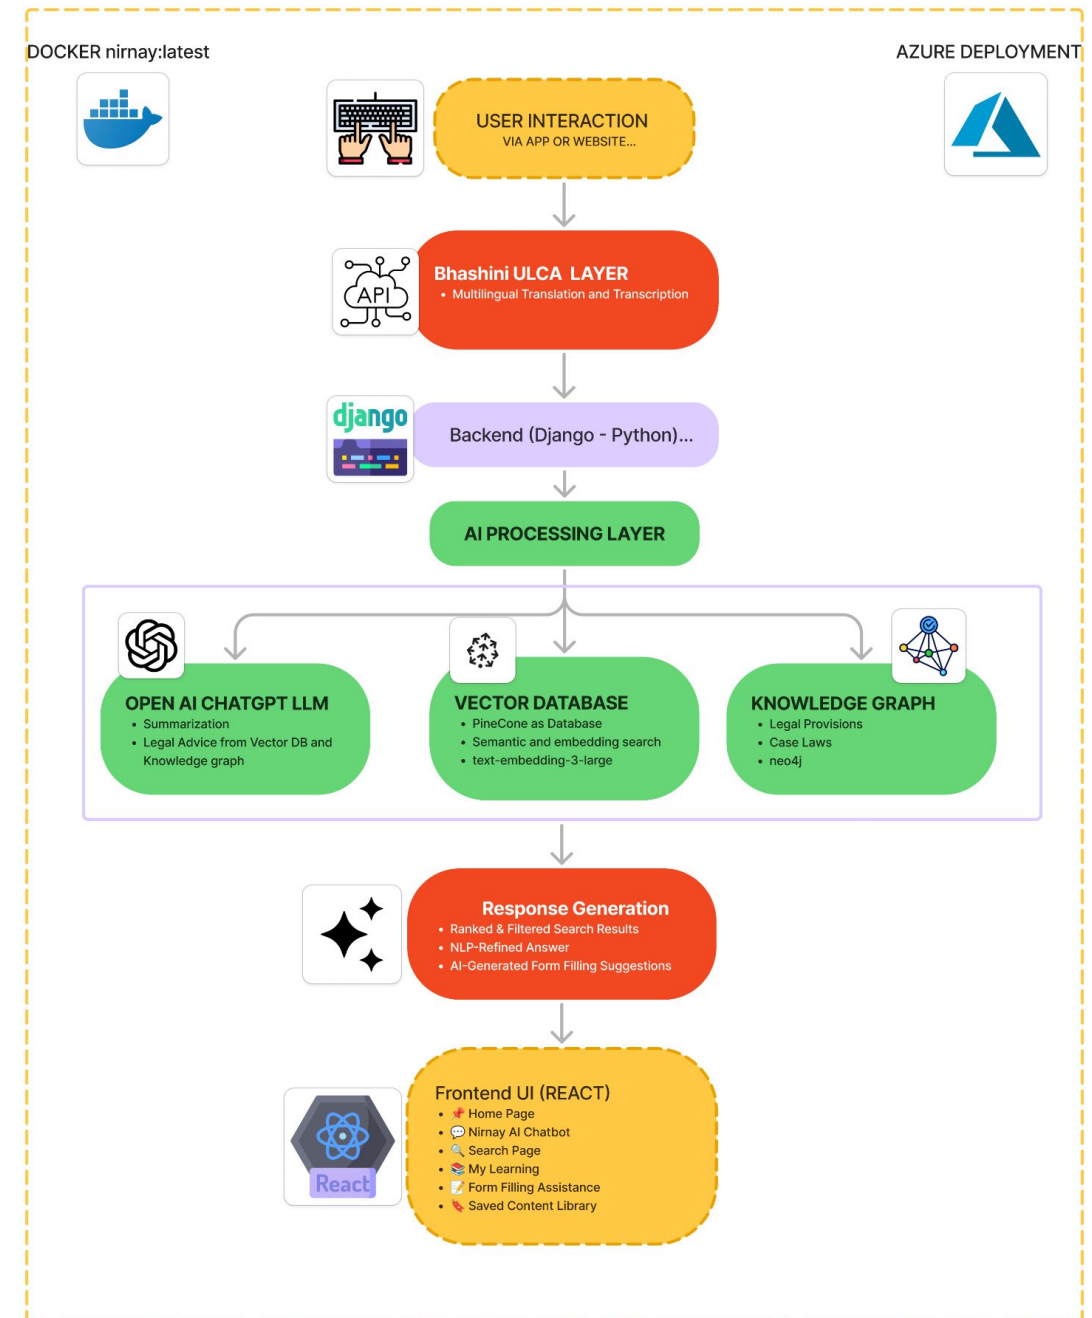 DOCKER nirnay:latest
AZURE DEPLOYMENT
USER INTERACTION
VIA APP OR WEBSITE...
API
Bhashini ULCA LAYER
• Multilingual Translation and Transcription
django
Backend (Django - Python)...
AI PROCESSING LAYER
OPEN AI CHATGPT LLM
• Summarization
• Legal Advice from Vector DB and
Knowledge graph
VECTOR DATABASE
• PineCone as Database
• Semantic and embedding search
• text-embedding-3-large
KNOWLEDGE GRAPH
• Legal Provisions
• Case Laws
• neo4j
Response Generation
• Ranked & Filtered Search Results
• NLP-Refined Answer
• AI-Generated Form Filling Suggestions
React
Frontend UI (REACT)
• 📌 Home Page
• 💬 Nirnay AI Chatbot
• 🔍 Search Page
• 📚 My Learning
• 📝 Form Filling Assistance
• 🔖 Saved Content Library